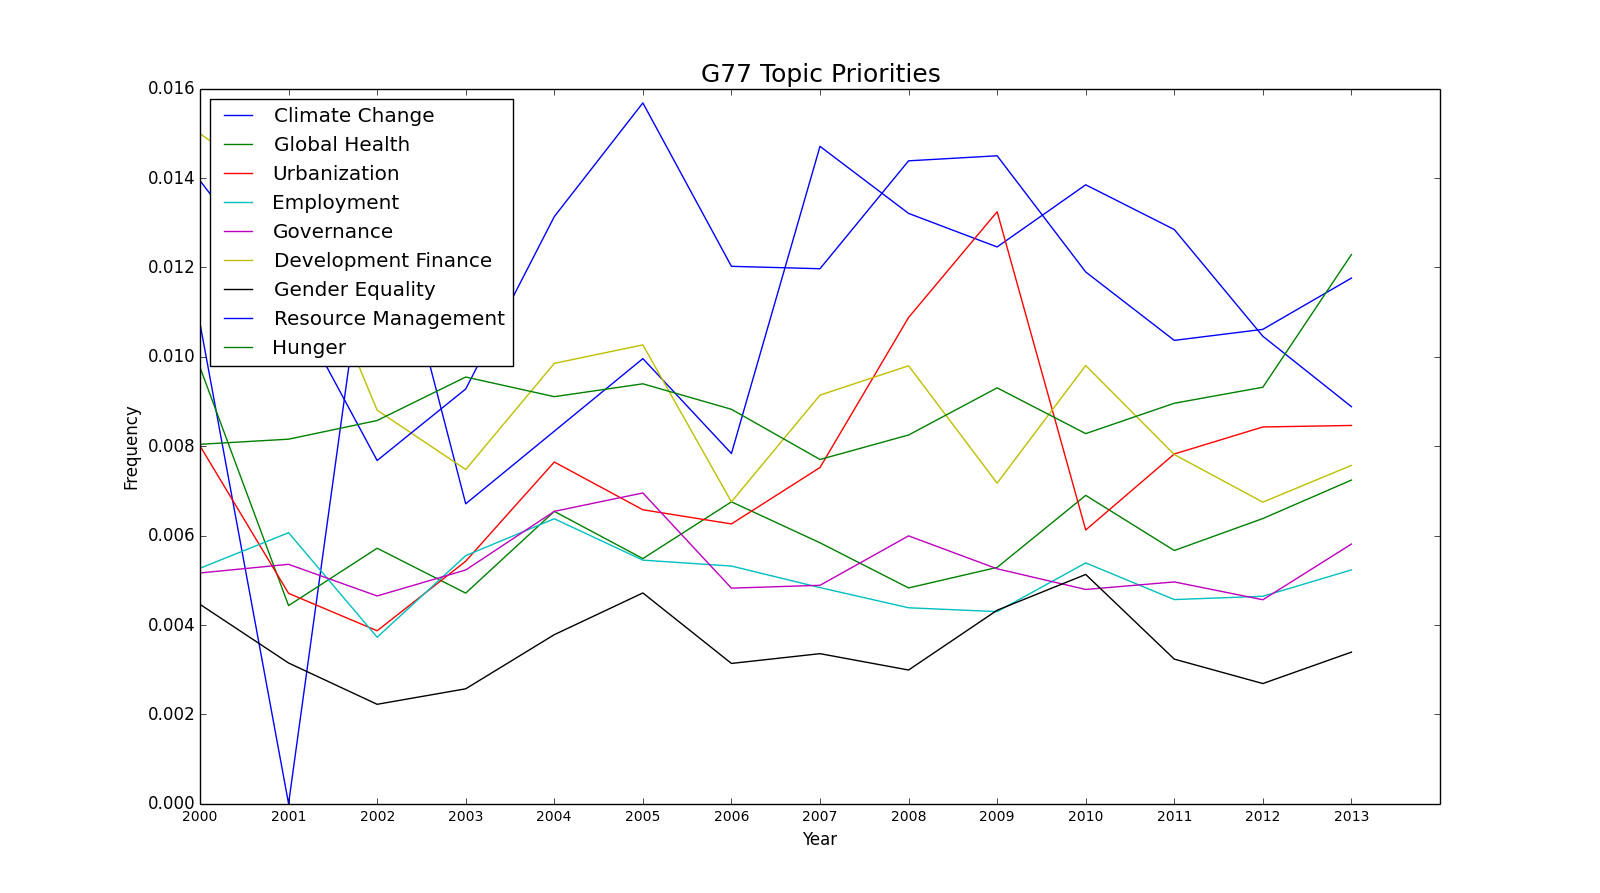 G77 Topic Priorities
0.016
0.014
0.012
0.010
0.008
0.006
0.004
0.002
0.000
Frequency
Climate Change
Global Health
Urbanization
Employment
Governance
Development Finance
Gender Equality
Resource Management
Hunger
2000 2001 2002 2003 2004 2005 2006 2007 2008 2009 2010 2011 2012 2013
Year